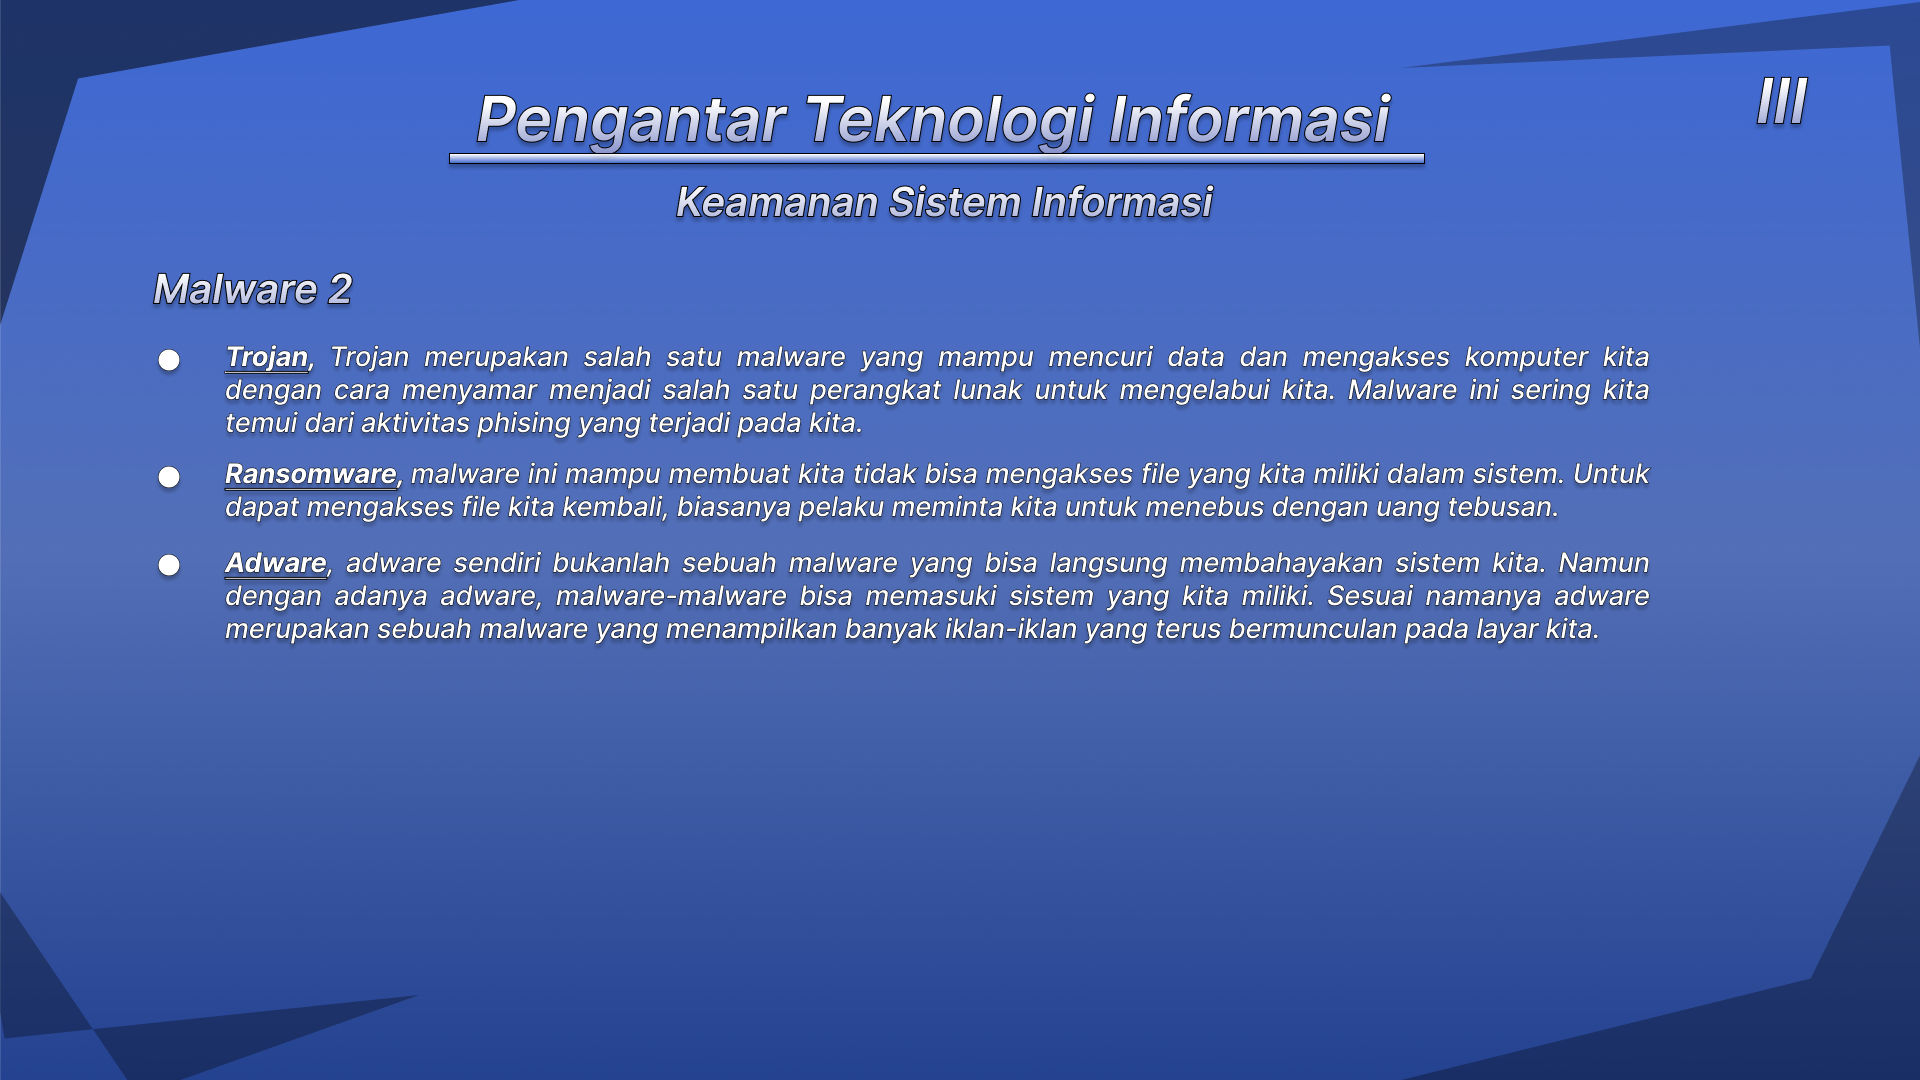 Pengantar Teknologi Informasi
III
Keamanan Sistem Informasi
Malware 2
● Trojan, Trojan merupakan salah satu malware yang mampu mencuri data dan mengakses komputer kita
dengan cara menyamar menjadi salah satu perangkat lunak untuk mengelabui kita. Malware ini sering kita
temui dari aktivitas phising yang terjadi pada kita.
● Ransomware, malware ini mampu membuat kita tidak bisa mengakses file yang kita miliki dalam sistem. Untuk
dapat mengakses file kita kembali, biasanya pelaku meminta kita untuk menebus dengan uang tebusan.
● Adware, adware sendiri bukanlah sebuah malware yang bisa langsung membahayakan sistem kita. Namun
dengan adanya adware, malware-malware bisa memasuki sistem yang kita miliki. Sesuai namanya adware
merupakan sebuah malware yang menampilkan banyak iklan-iklan yang terus bermunculan pada layar kita.